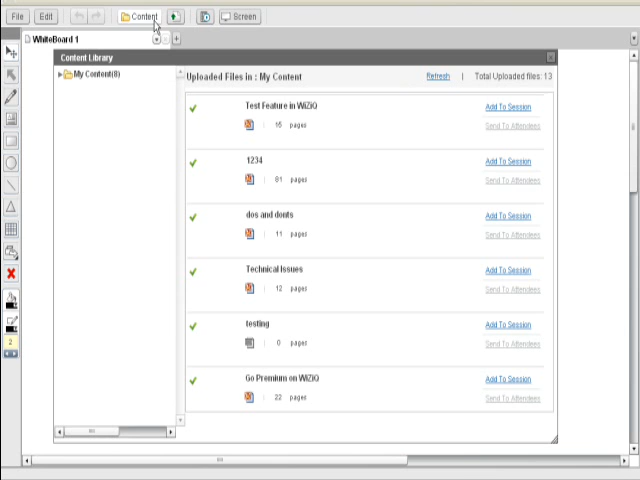 File Edit Content Screen
WhiteBoard 1
Content Library
My Content(8)
Uploaded Files in : My Content Refresh | Total Uploaded files: 13
Test Feature in WiZiQ Add To Session
16 pages Send To Attendees
1234 Add To Session
81 pages Send To Attendees
dos and donts Add To Session
11 pages Send To Attendees
Technical Issues Add To Session
12 pages Send To Attendees
testing Add To Session
0 pages Send To Attendees
Go Premium on WiZiQ Add To Session
22 pages Send To Attendees
2